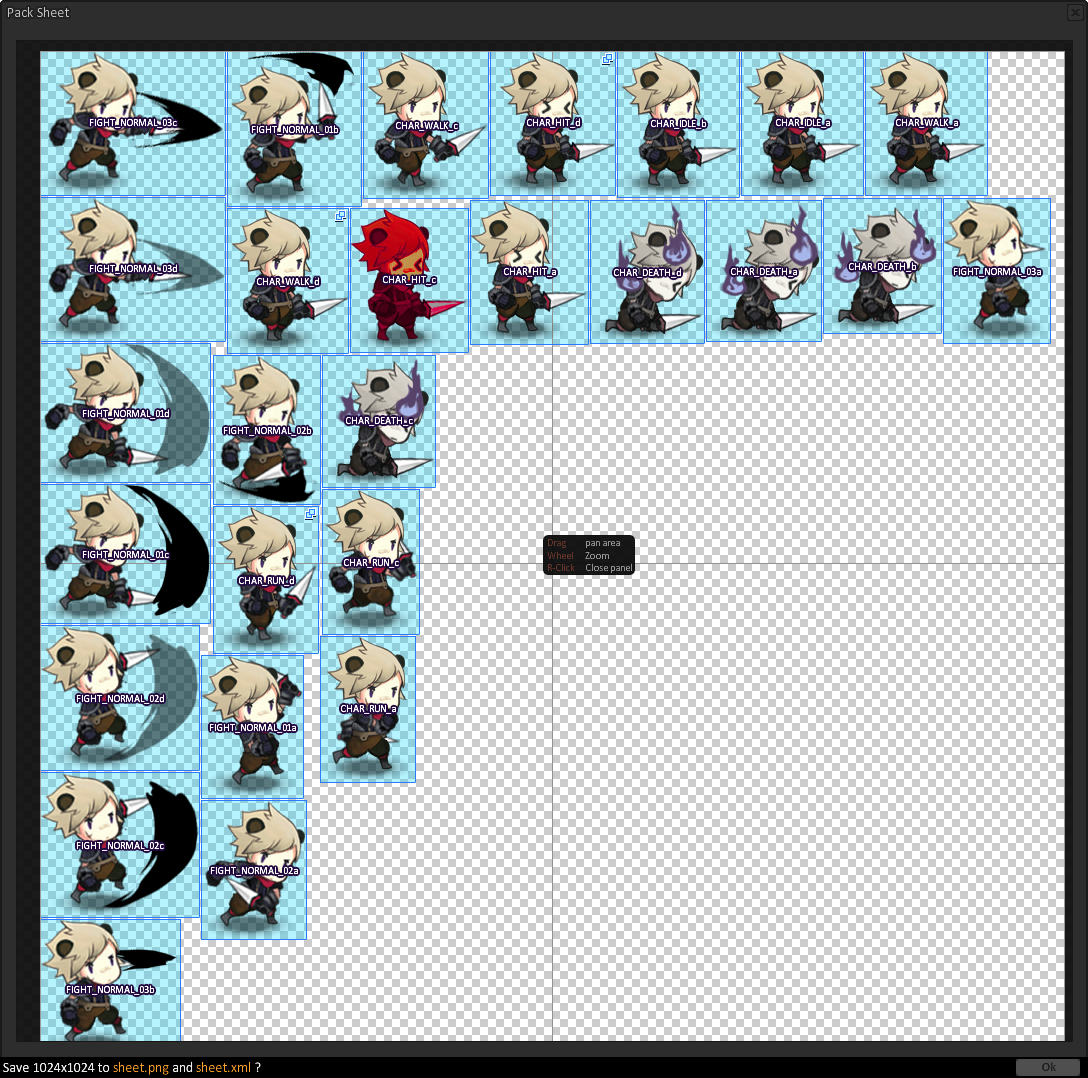 Pack Sheet
FIGHT_NORMAL_03c
FIGHT_NORMAL_01b
CHAR_WALK_c
CHAR_HIT_d
CHAR_IDLE_b
CHAR_IDLE_a
CHAR_WALK_a
FIGHT_NORMAL_03d
CHAR_WALK_d
CHAR_HIT_c
CHAR_HIT_a
CHAR_DEATH_d
CHAR_DEATH_a
CHAR_DEATH_b
FIGHT_NORMAL_03a
FIGHT_NORMAL_01d
FIGHT_NORMAL_02b
CHAR_DEATH_c
FIGHT_NORMAL_01c
CHAR_RUN_d
CHAR_RUN_c
Drag pan area
Wheel Zoom
R-Click Close panel
FIGHT_NORMAL_02d
FIGHT_NORMAL_01a
CHAR_RUN_a
FIGHT_NORMAL_02c
FIGHT_NORMAL_02a
FIGHT_NORMAL_03b
Save 1024x1024 to sheet.png and sheet.xml ?
Ok